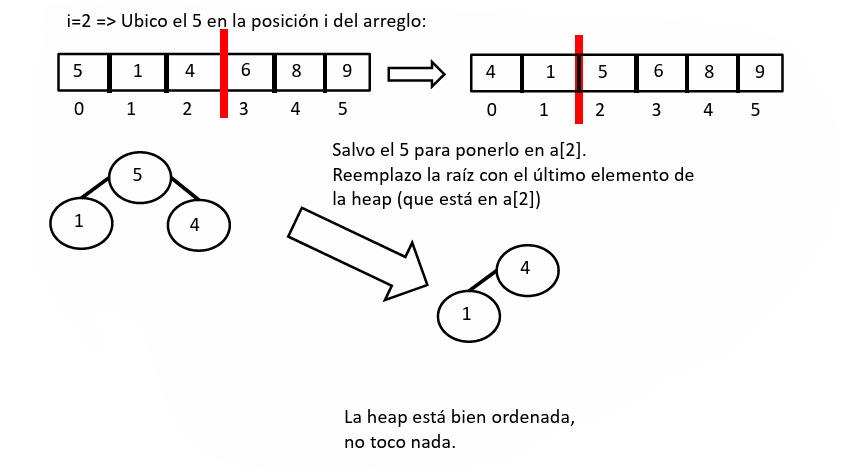 i=2 => Ubico el 5 en la posición i del arreglo:
5 1 4 6 8 9
0 1 2 3 4 5
4 1 5 6 8 9
0 1 2 3 4 5
Salvo el 5 para ponerlo en a[2].
Reemplazo la raíz con el último elemento de
la heap (que está en a[2])
5
1 4
4
1
La heap está bien ordenada,
no toco nada.